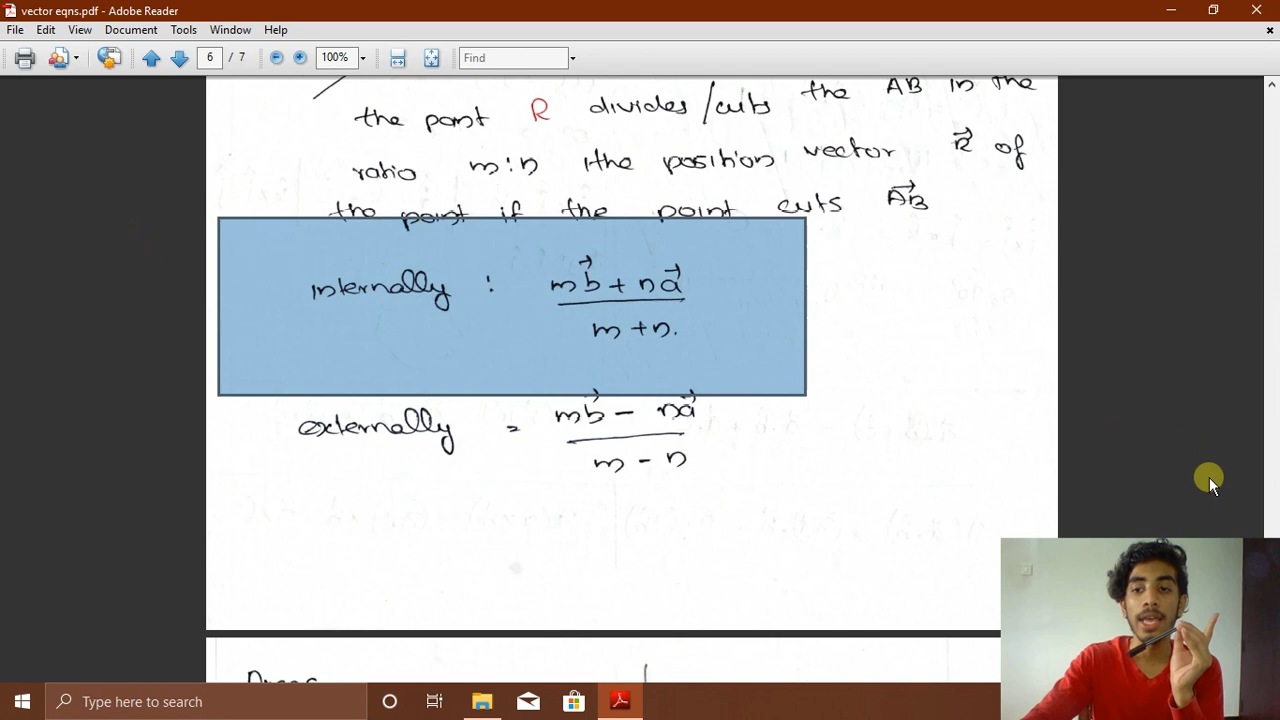 vector eqns.pdf - Adobe Reader
File Edit View Document Tools Window Help
6 / 7 100% Find
the point R divides/cuts the AB in the
ratio m:n the position vector R⃗ of
the point if the point cuts AB⃗
internally : mb⃗ + na⃗
m + n.
externally = mb⃗ - na⃗
m - n
Type here to search